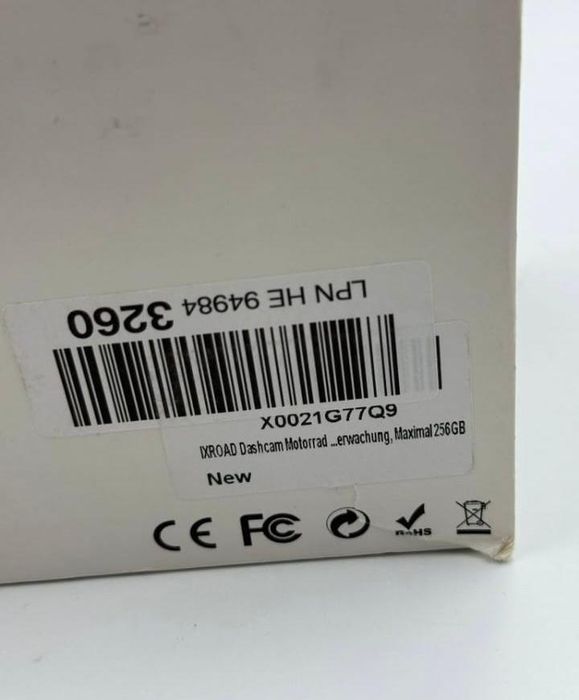 LPN HE 94984 3260
X0021G77Q9
IXROAD Dashcam Motorrad ...erwachung, Maximal 256GB
New
CE FC
RoHS